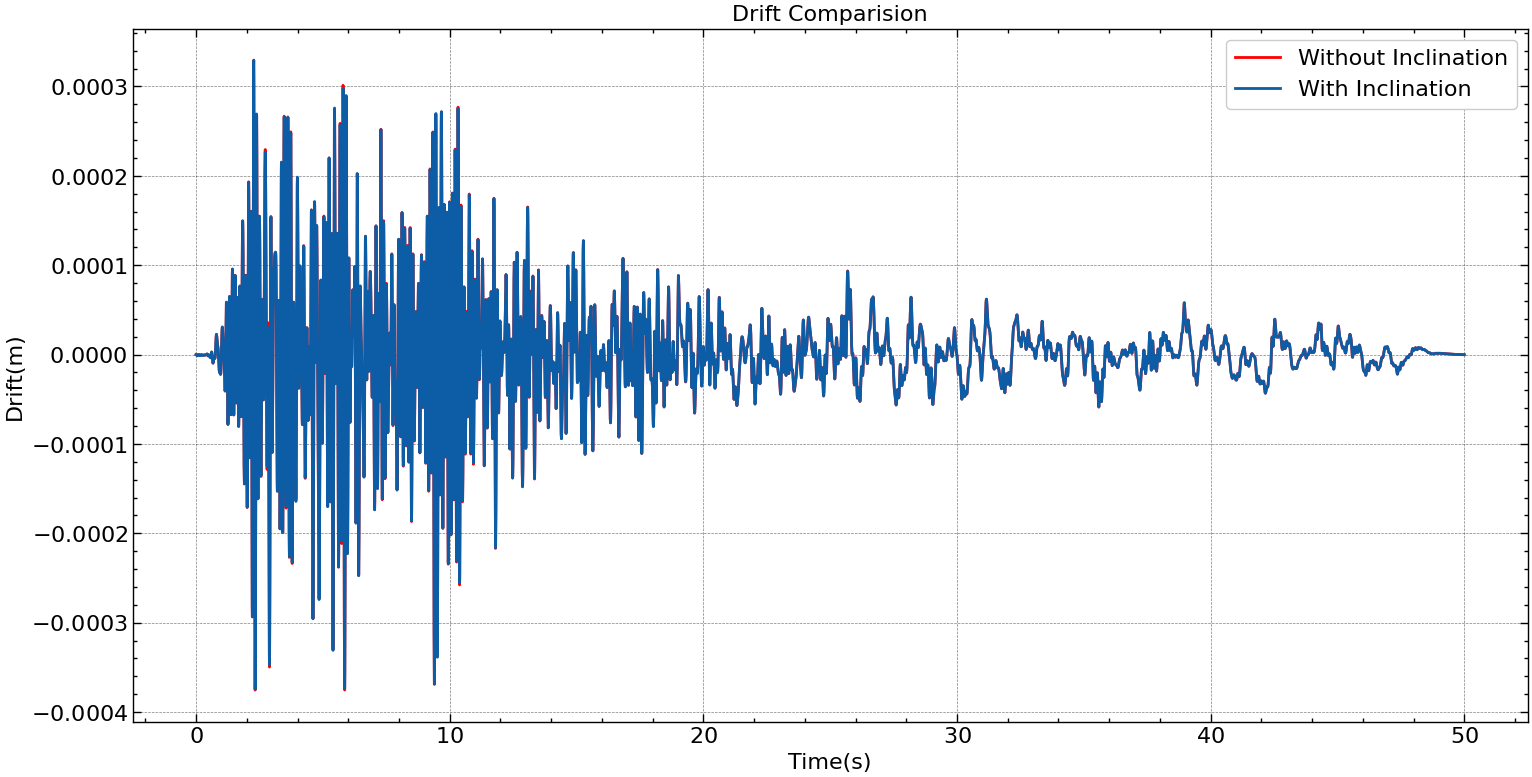 Drift Comparision
Without Inclination
With Inclination
0.0003
0.0002
0.0001
0.0000
−0.0001
−0.0002
−0.0003
−0.0004
Drift(m)
0 10 20 30 40 50
Time(s)